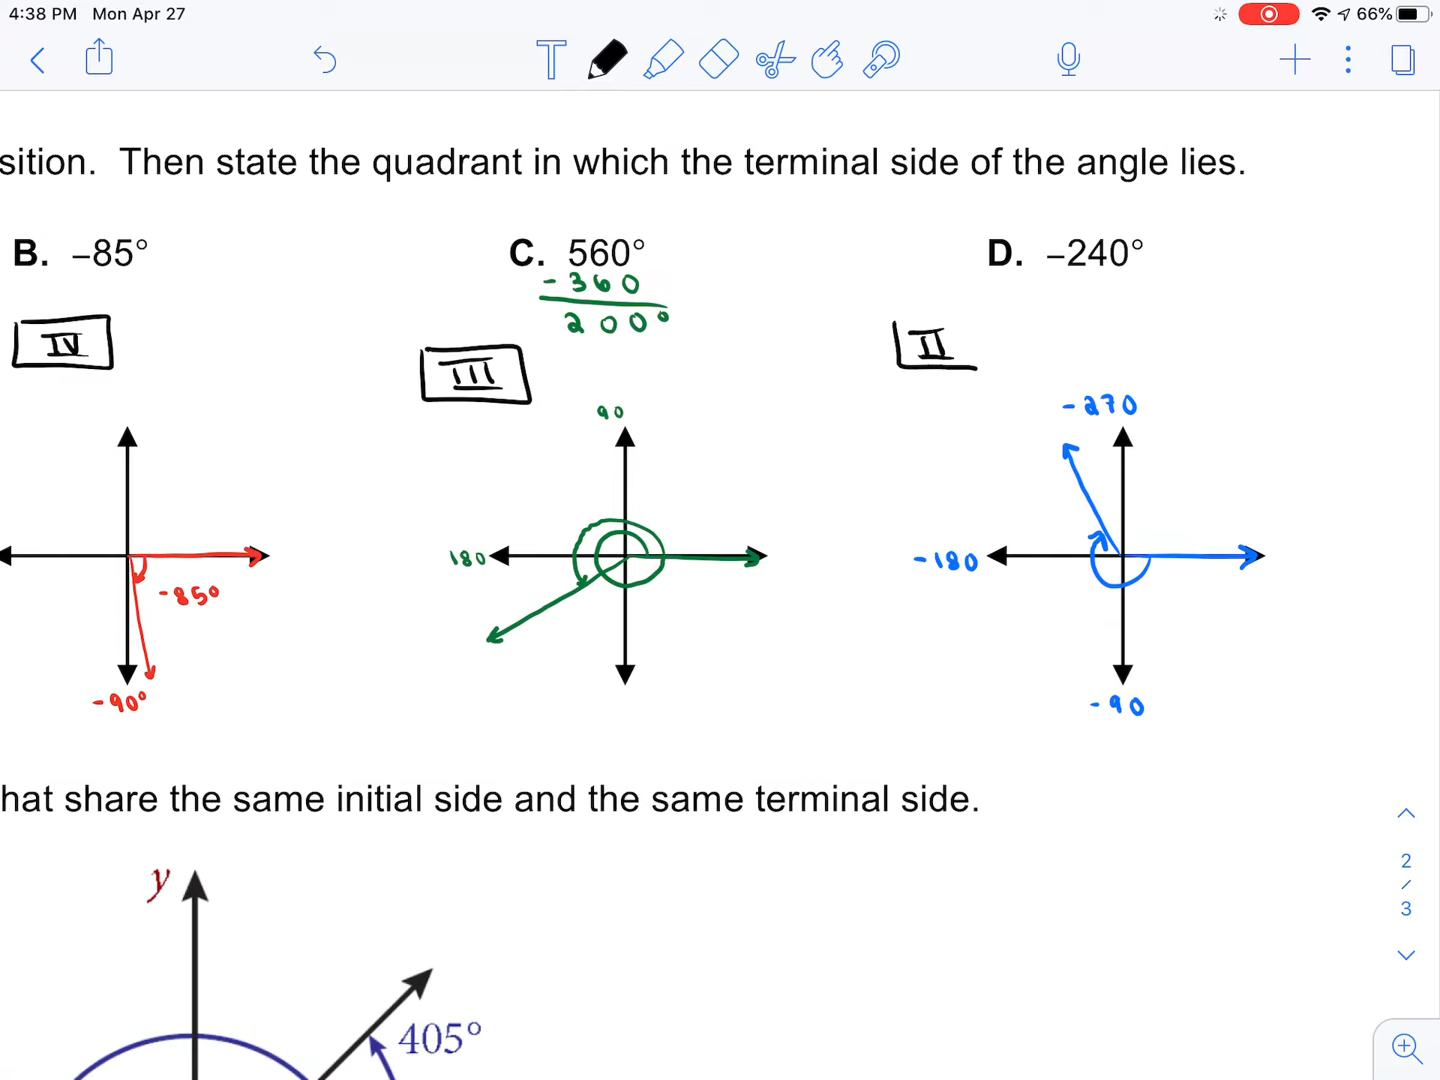 4:38 PM Mon Apr 27
66%
T
sition. Then state the quadrant in which the terminal side of the angle lies.
B. −85°
C. 560°
D. −240°
- 360
200°
IV
III
II
90
-270
180
-180
-85°
-90°
-90
hat share the same initial side and the same terminal side.
2
/
3
y
405°